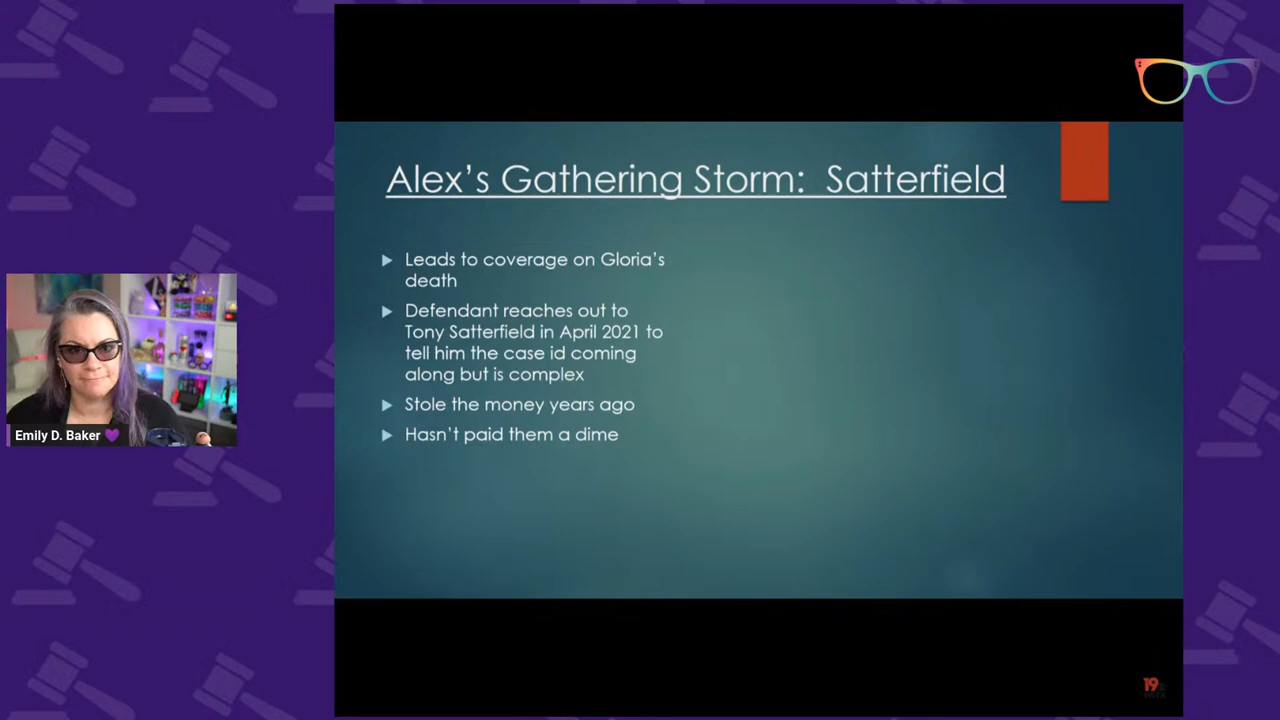 Alex's Gathering Storm:  Satterfield
Leads to coverage on Gloria's
death
Defendant reaches out to
Tony Satterfield in April 2021 to
tell him the case id coming
along but is complex
Stole the money years ago
Hasn't paid them a dime
Emily D. Baker 💜
19